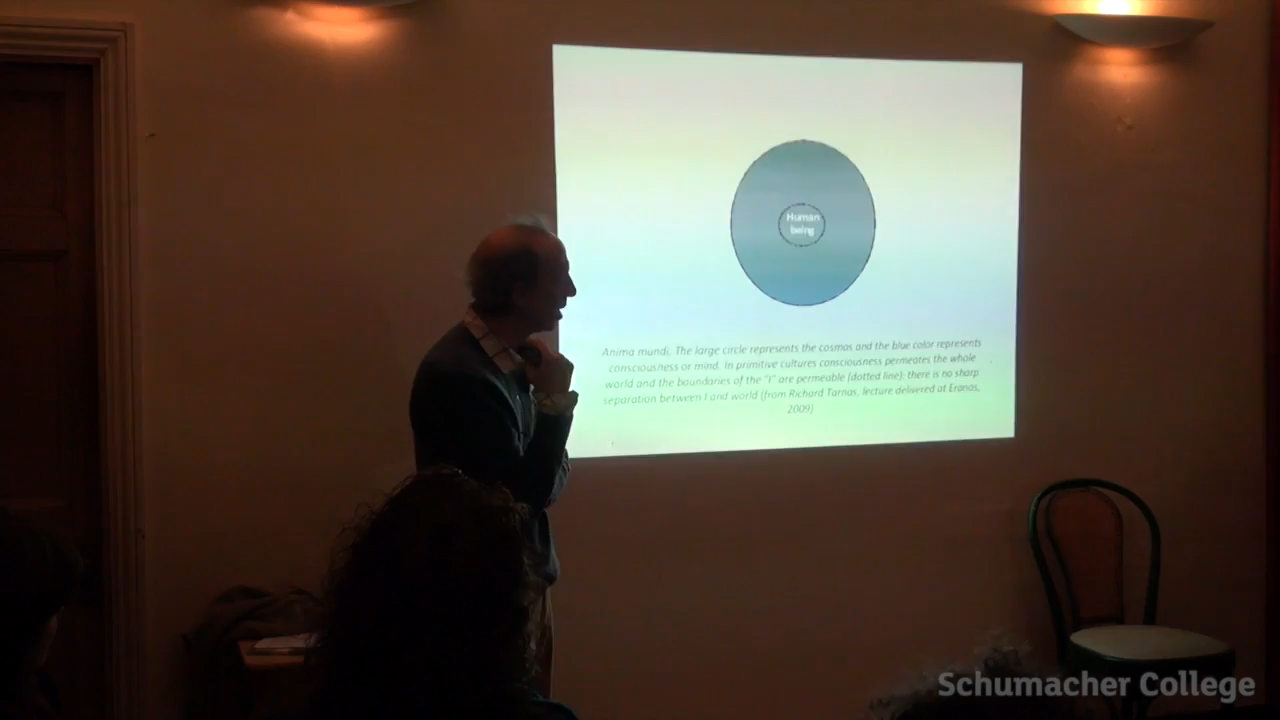 Human
being
Anima mundi. The large circle represents the cosmos and the blue color represents
consciousness or mind. In primitive cultures consciousness permeates the whole
world and the boundaries of the "I" are permeable (dotted line): there is no sharp
separation between I and world (from Richard Tarnas, lecture delivered at Eranos,
2009)
Schumacher College